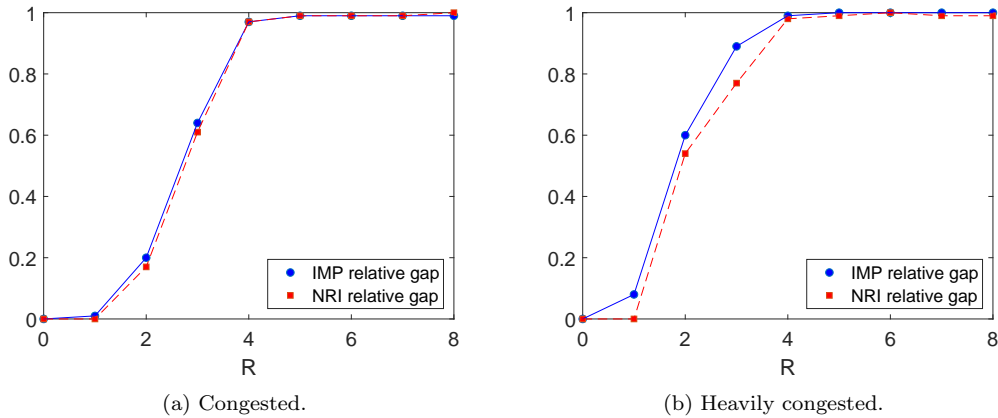 1
0.8
0.6
0.4
0.2
0
0 2 4 6 8
R
IMP relative gap
NRI relative gap
(a) Congested.
1
0.8
0.6
0.4
0.2
0
0 2 4 6 8
R
IMP relative gap
NRI relative gap
(b) Heavily congested.